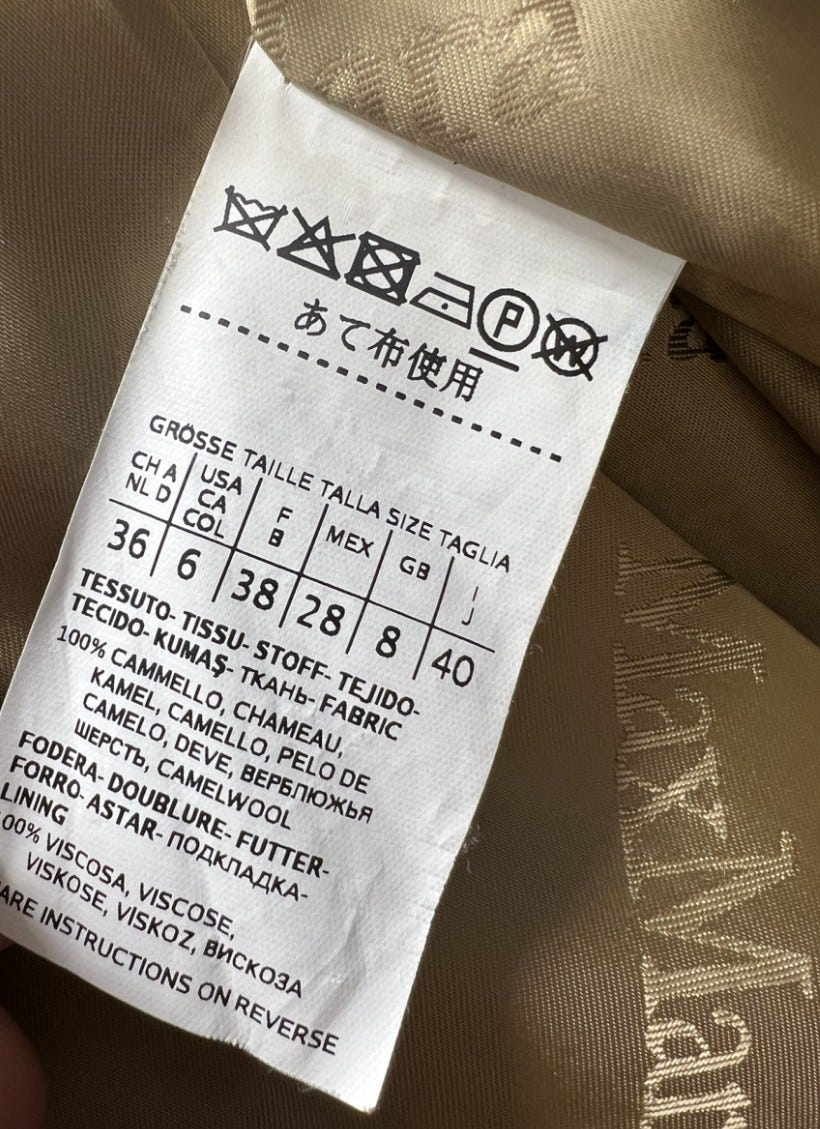 ara
P W
あて布使用
GRÖSSE TAILLE TALLA SIZE TAGLIA
CH A NL D USA CA COL F B MEX GB I J
36 6 38 28 8 40
TESSUTO- TISSU- STOFF- TEJIDO-
TECIDO- KUMAŞ- ТКАНЬ- FABRIC
100% CAMMELLO, CHAMEAU,
KAMEL, CAMELLO, PELO DE
CAMELO, DEVE, ВЕРБЛЮЖЬЯ
ШЕРСТЬ, CAMELWOOL
FODERA- DOUBLURE- FUTTER-
FORRO- ASTAR- ПОДКЛАДКА-
LINING
00% VISCOSA, VISCOSE,
VISKOSE, VISKOZ, ВИСКОЗА
ARE INSTRUCTIONS ON REVERSE
MaxMar